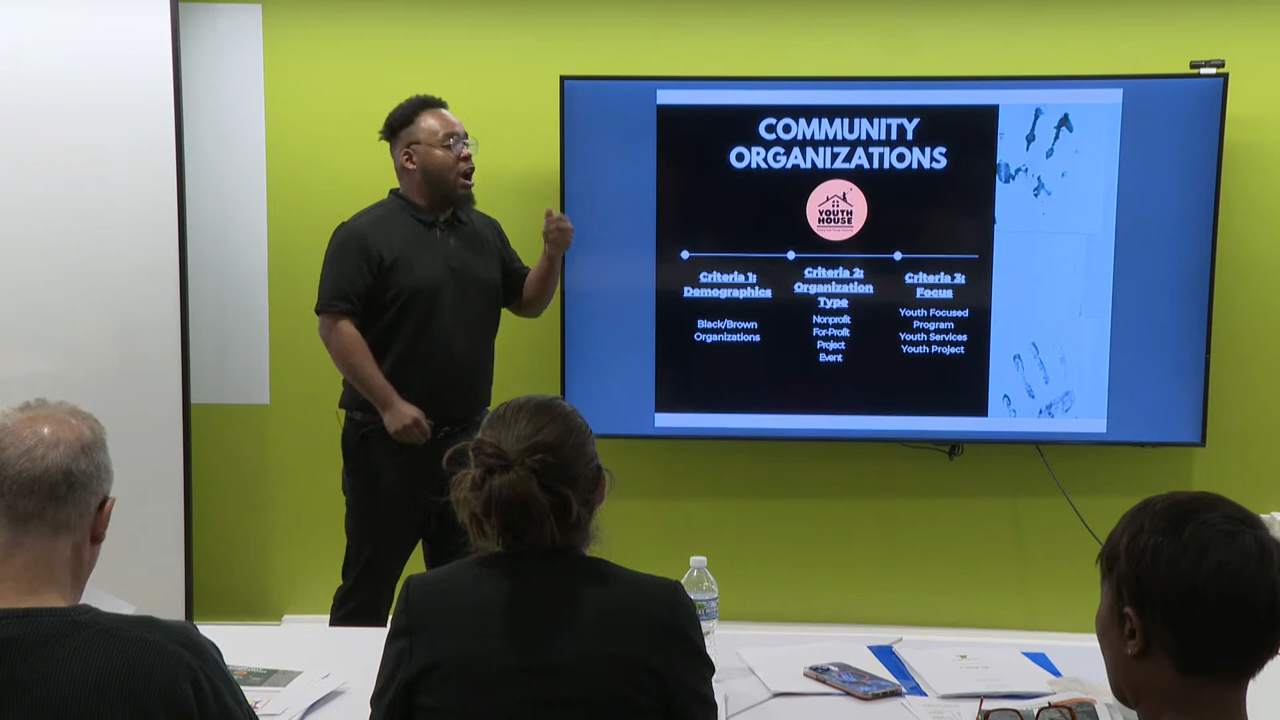 COMMUNITY
ORGANIZATIONS
YOUTH
HOUSE
Criteria 1:
Demographics
Black/Brown
Organizations
Criteria 2:
Organization
Type
Nonprofit
For-Profit
Project
Event
Criteria 3:
Focus
Youth Focused
Program
Youth Services
Youth Project